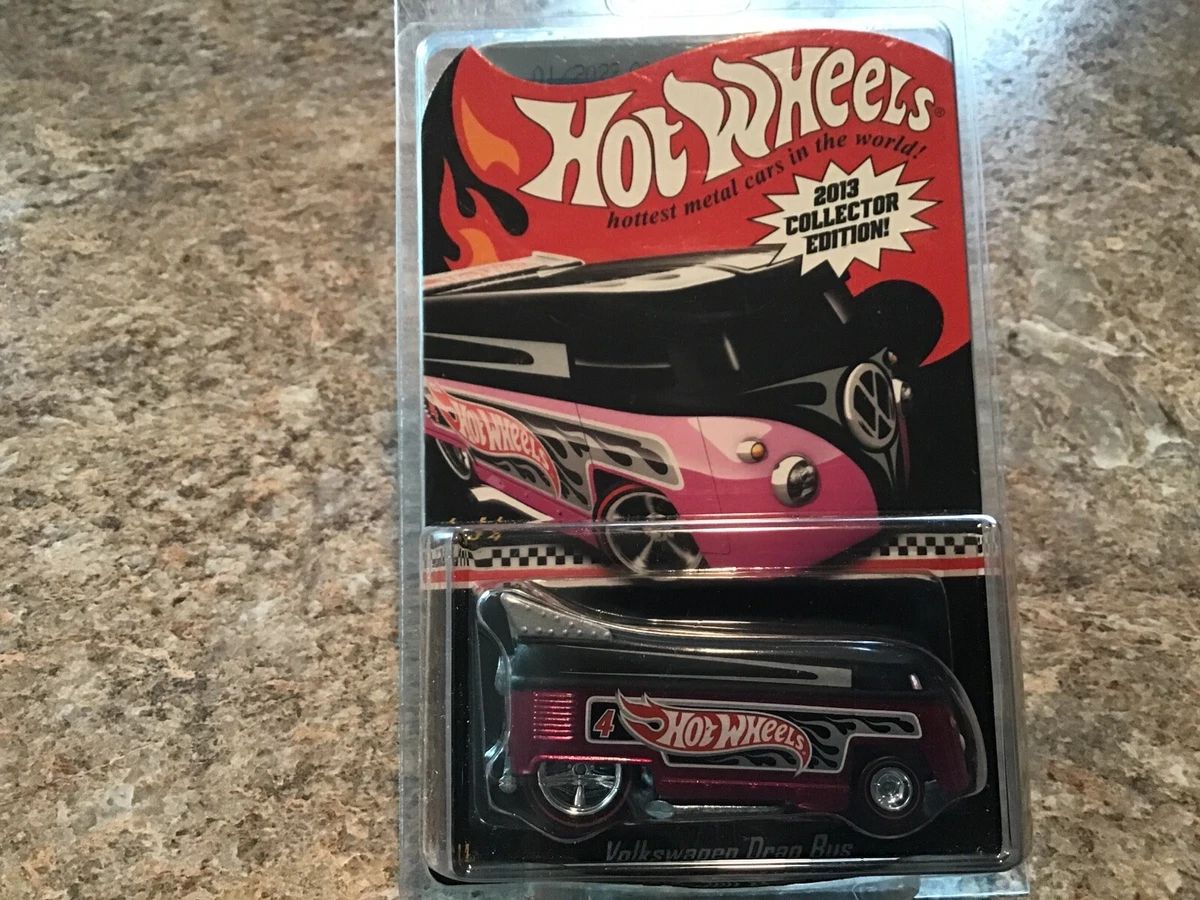 HOT WHEELS®
hottest metal cars in the world!
2013
COLLECTOR
EDITION!
HOT WHEELS
4
HOT WHEELS
Volkswagen Drag Bus